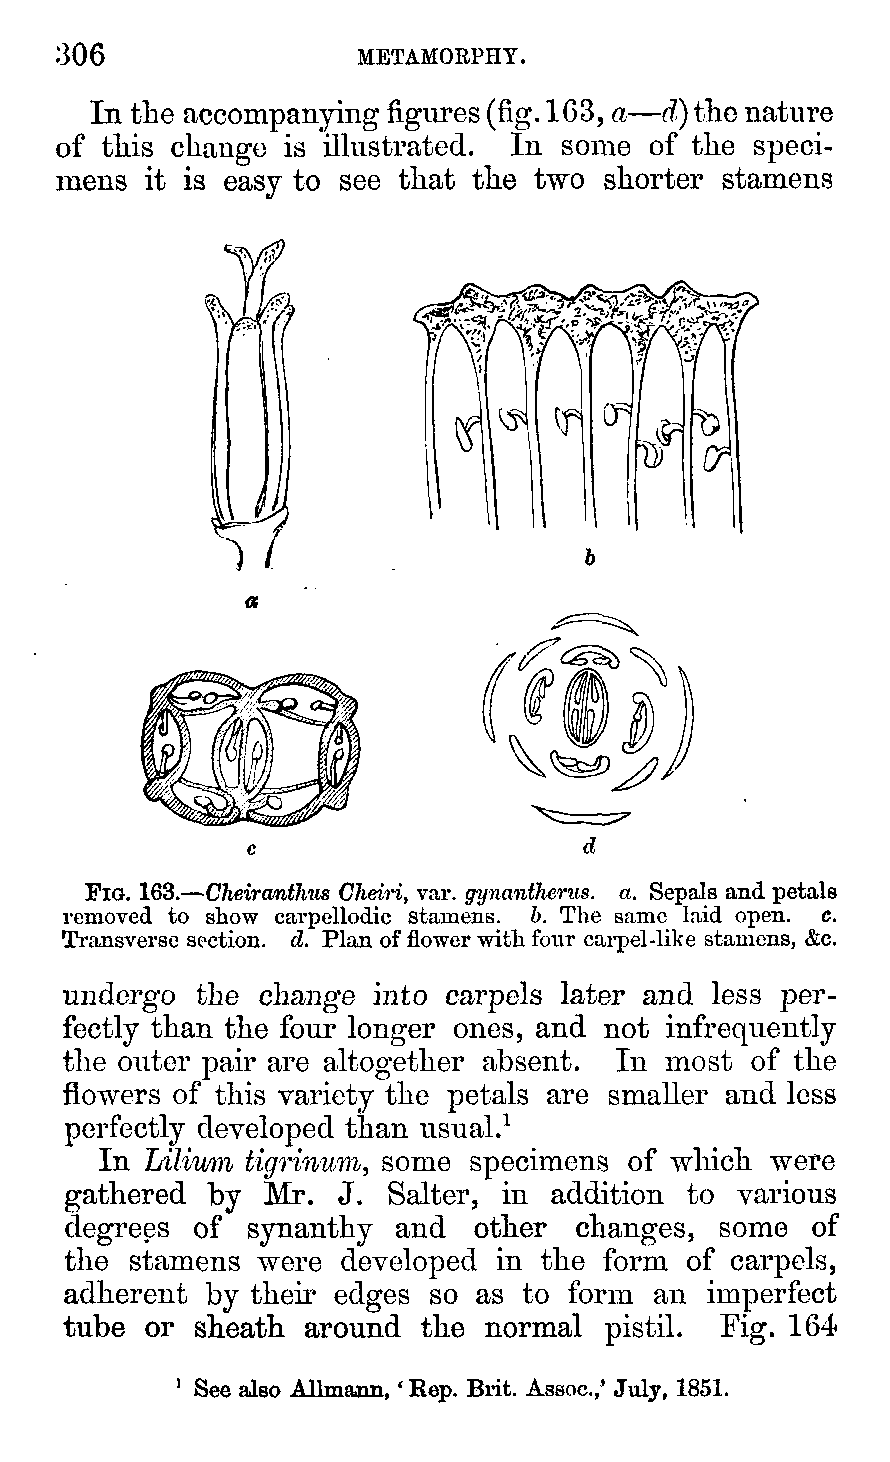 306 METAMORPHY.
In the accompanying figures (fig. 163, a—d) the nature
of this change is illustrated. In some of the speci-
mens it is easy to see that the two shorter stamens
a
b
c
d
FIG. 163.—Cheiranthus Cheiri, var. gynantherus. a. Sepals and petals
removed to show carpellodic stamens. b. The same laid open. c.
Transverse section. d. Plan of flower with four carpel-like stamens, &c.
undergo the change into carpels later and less per-
fectly than the four longer ones, and not infrequently
the outer pair are altogether absent. In most of the
flowers of this variety the petals are smaller and less
perfectly developed than usual.¹
In Lilium tigrinum, some specimens of which were
gathered by Mr. J. Salter, in addition to various
degrees of synanthy and other changes, some of
the stamens were developed in the form of carpels,
adherent by their edges so as to form an imperfect
tube or sheath around the normal pistil. Fig. 164
¹ See also Allmann, ‘Rep. Brit. Assoc.,’ July, 1851.